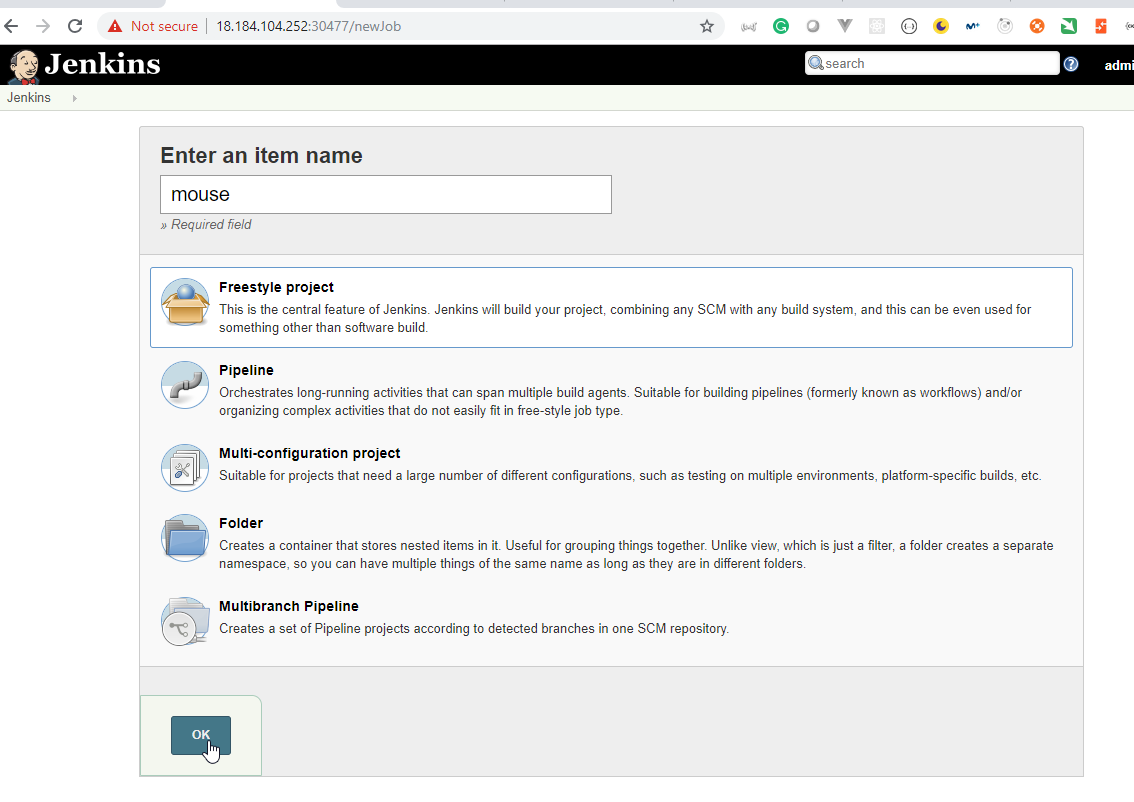 Not secure | 18.184.104.252:30477/newJob
Jenkins
search
admi
Jenkins
Enter an item name
mouse
» Required field
Freestyle project
This is the central feature of Jenkins. Jenkins will build your project, combining any SCM with any build system, and this can be even used for
something other than software build.
Pipeline
Orchestrates long-running activities that can span multiple build agents. Suitable for building pipelines (formerly known as workflows) and/or
organizing complex activities that do not easily fit in free-style job type.
Multi-configuration project
Suitable for projects that need a large number of different configurations, such as testing on multiple environments, platform-specific builds, etc.
Folder
Creates a container that stores nested items in it. Useful for grouping things together. Unlike view, which is just a filter, a folder creates a separate
namespace, so you can have multiple things of the same name as long as they are in different folders.
Multibranch Pipeline
Creates a set of Pipeline projects according to detected branches in one SCM repository.
OK